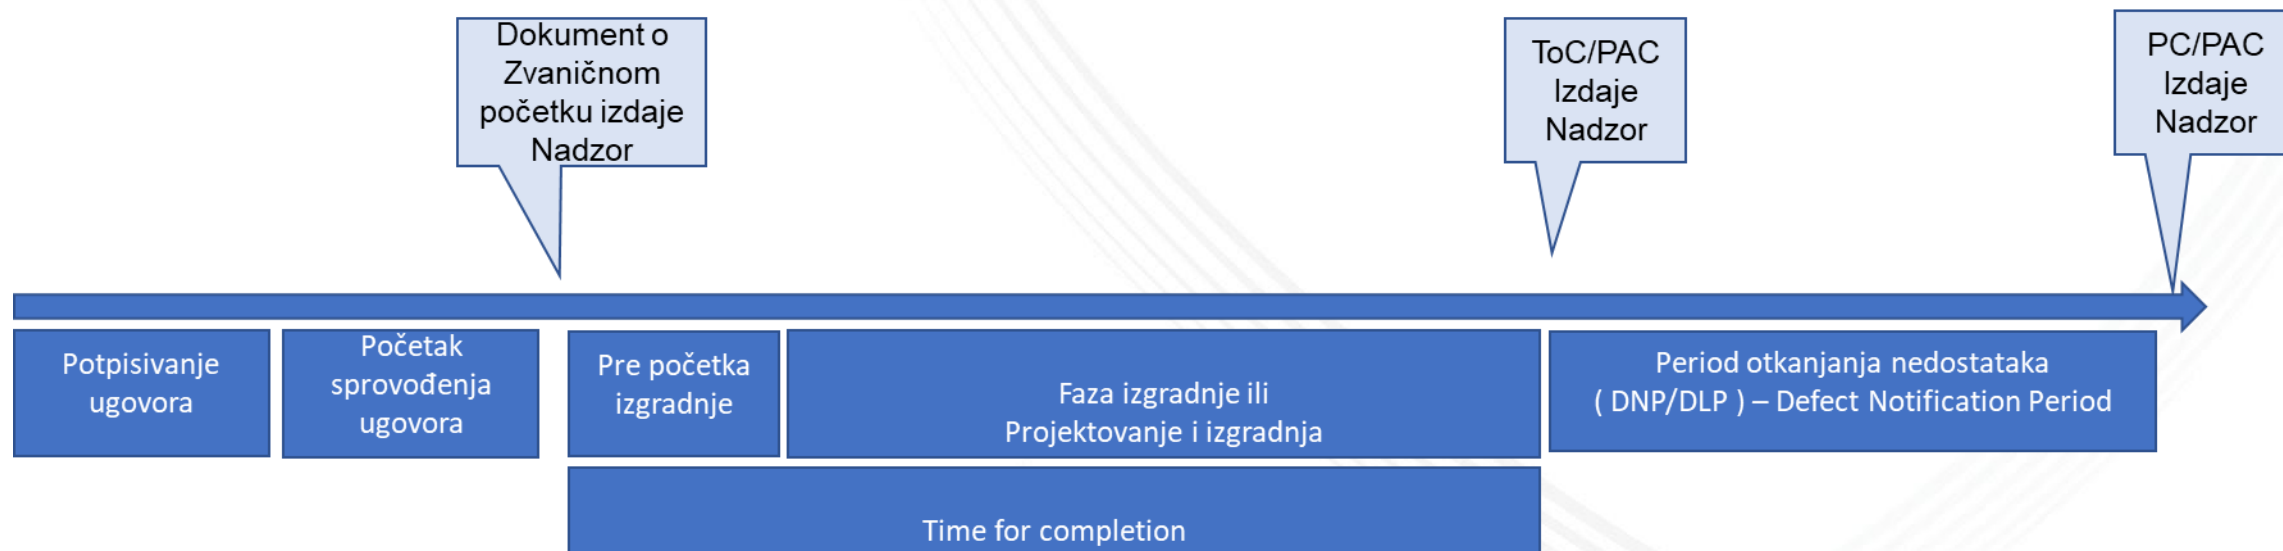 Dokument o
Zvaničnom
početku izdaje
Nadzor
ToC/PAC
Izdaje
Nadzor
PC/PAC
Izdaje
Nadzor
Potpisivanje
ugovora
Početak
sprovođenja
ugovora
Pre početka
izgradnje
Faza izgradnje ili
Projektovanje i izgradnja
Period otkanjanja nedostataka
( DNP/DLP ) – Defect Notification Period
Time for completion